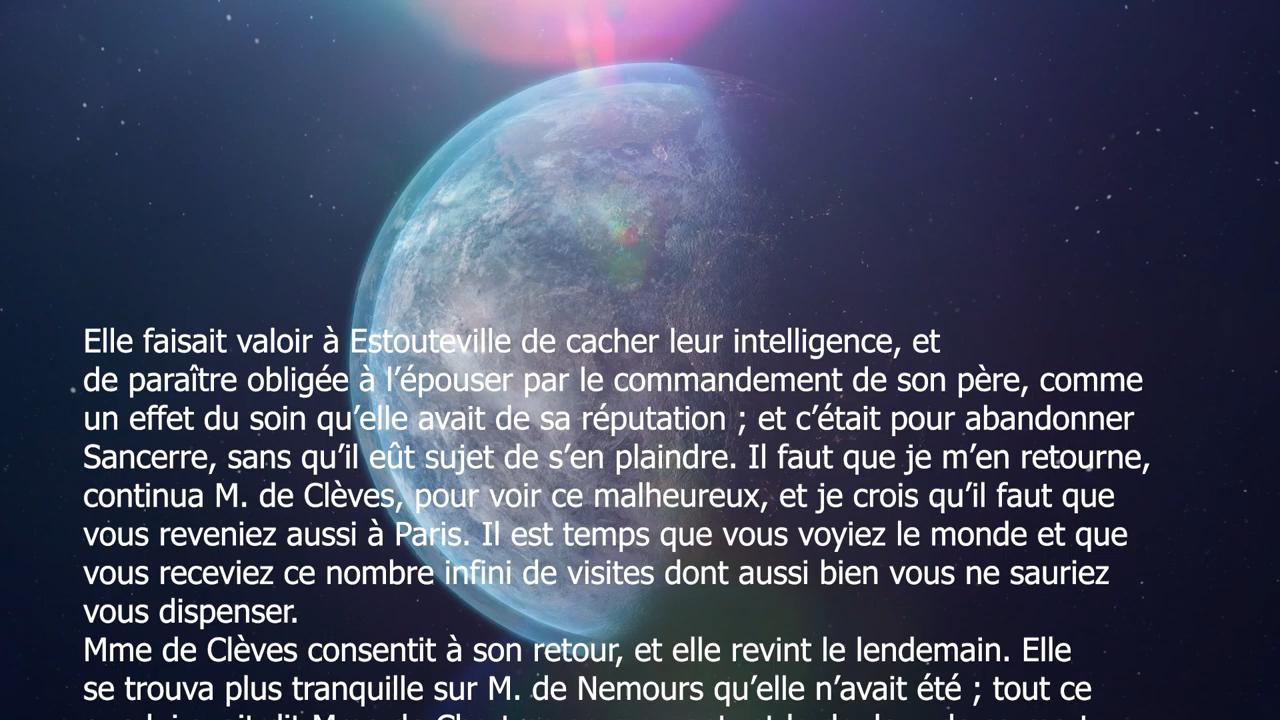 Elle faisait valoir à Estouteville de cacher leur intelligence, et
de paraître obligée à l’épouser par le commandement de son père, comme
un effet du soin qu’elle avait de sa réputation ; et c’était pour abandonner
Sancerre, sans qu’il eût sujet de s’en plaindre. Il faut que je m’en retourne,
continua M. de Clèves, pour voir ce malheureux, et je crois qu’il faut que
vous reveniez aussi à Paris. Il est temps que vous voyiez le monde et que
vous receviez ce nombre infini de visites dont aussi bien vous ne sauriez
vous dispenser.
Mme de Clèves consentit à son retour, et elle revint le lendemain. Elle
se trouva plus tranquille sur M. de Nemours qu’elle n’avait été ; tout ce